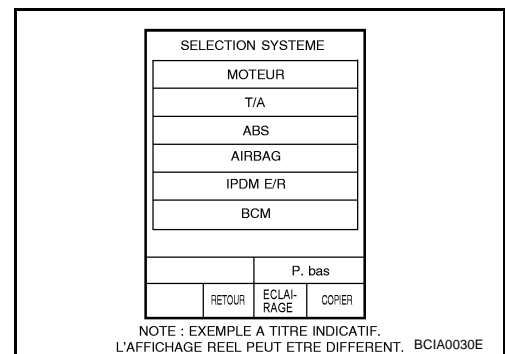 SELECTION SYSTEME
MOTEUR
T/A
ABS
AIRBAG
IPDM E/R
BCM
P. bas
RETOUR
ECLAI-
RAGE
COPIER
NOTE : EXEMPLE A TITRE INDICATIF.
L'AFFICHAGE REEL PEUT ETRE DIFFERENT.
BCIA0030E